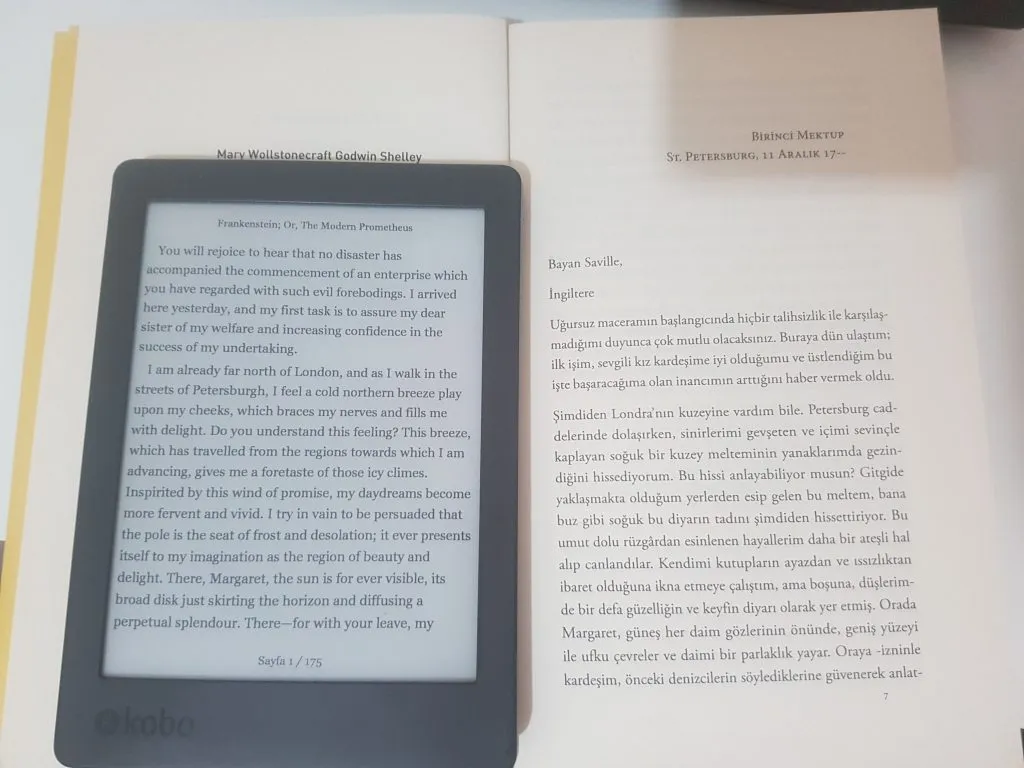 Mary Wollstonecraft Godwin Shelley
Frankenstein; Or, The Modern Prometheus
You will rejoice to hear that no disaster has
accompanied the commencement of an enterprise which
you have regarded with such evil forebodings. I arrived
here yesterday, and my first task is to assure my dear
sister of my welfare and increasing confidence in the
success of my undertaking.
I am already far north of London, and as I walk in the
streets of Petersburgh, I feel a cold northern breeze play
upon my cheeks, which braces my nerves and fills me
with delight. Do you understand this feeling? This breeze,
which has travelled from the regions towards which I am
advancing, gives me a foretaste of those icy climes.
Inspirited by this wind of promise, my daydreams become
more fervent and vivid. I try in vain to be persuaded that
the pole is the seat of frost and desolation; it ever presents
itself to my imagination as the region of beauty and
delight. There, Margaret, the sun is for ever visible, its
broad disk just skirting the horizon and diffusing a
perpetual splendour. There—for with your leave, my
Sayfa 1 / 175
kobo
Birinci Mektup
St. Petersburg, 11 Aralık 17--
Bayan Saville,
İngiltere
Uğursuz maceramın başlangıcında hiçbir talihsizlik ile karşılaş-
madığımı duyunca çok mutlu olacaksınız. Buraya dün ulaştım;
ilk işim, sevgili kız kardeşime iyi olduğumu ve üstlendiğim bu
işte başaracağıma olan inancımın arttığını haber vermek oldu.
Şimdiden Londra'nın kuzeyine vardım bile. Petersburg cad-
delerinde dolaşırken, sinirlerimi gevşeten ve içimi sevinçle
kaplayan soğuk bir kuzey melteminin yanaklarımda gezin-
diğini hissediyorum. Bu hissi anlayabiliyor musun? Gitgide
yaklaşmakta olduğum yerlerden esip gelen bu meltem, bana
buz gibi soğuk bu diyarın tadını şimdiden hissettiriyor. Bu
umut dolu rüzgârdan esinlenen hayallerim daha bir ateşli hal
alıp canlandılar. Kendimi kutupların ayazdan ve ıssızlıktan
ibaret olduğuna ikna etmeye çalıştım, ama boşuna, düşlerim-
de bir defa güzelliğin ve keyfin diyarı olarak yer etmiş. Orada
Margaret, güneş her daim gözlerinin önünde, geniş yüzeyi
ile ufku çevreler ve daimi bir parlaklık yayar. Oraya -izninle
kardeşim, önceki denizcilerin söylediklerine güvenerek anlat-
7